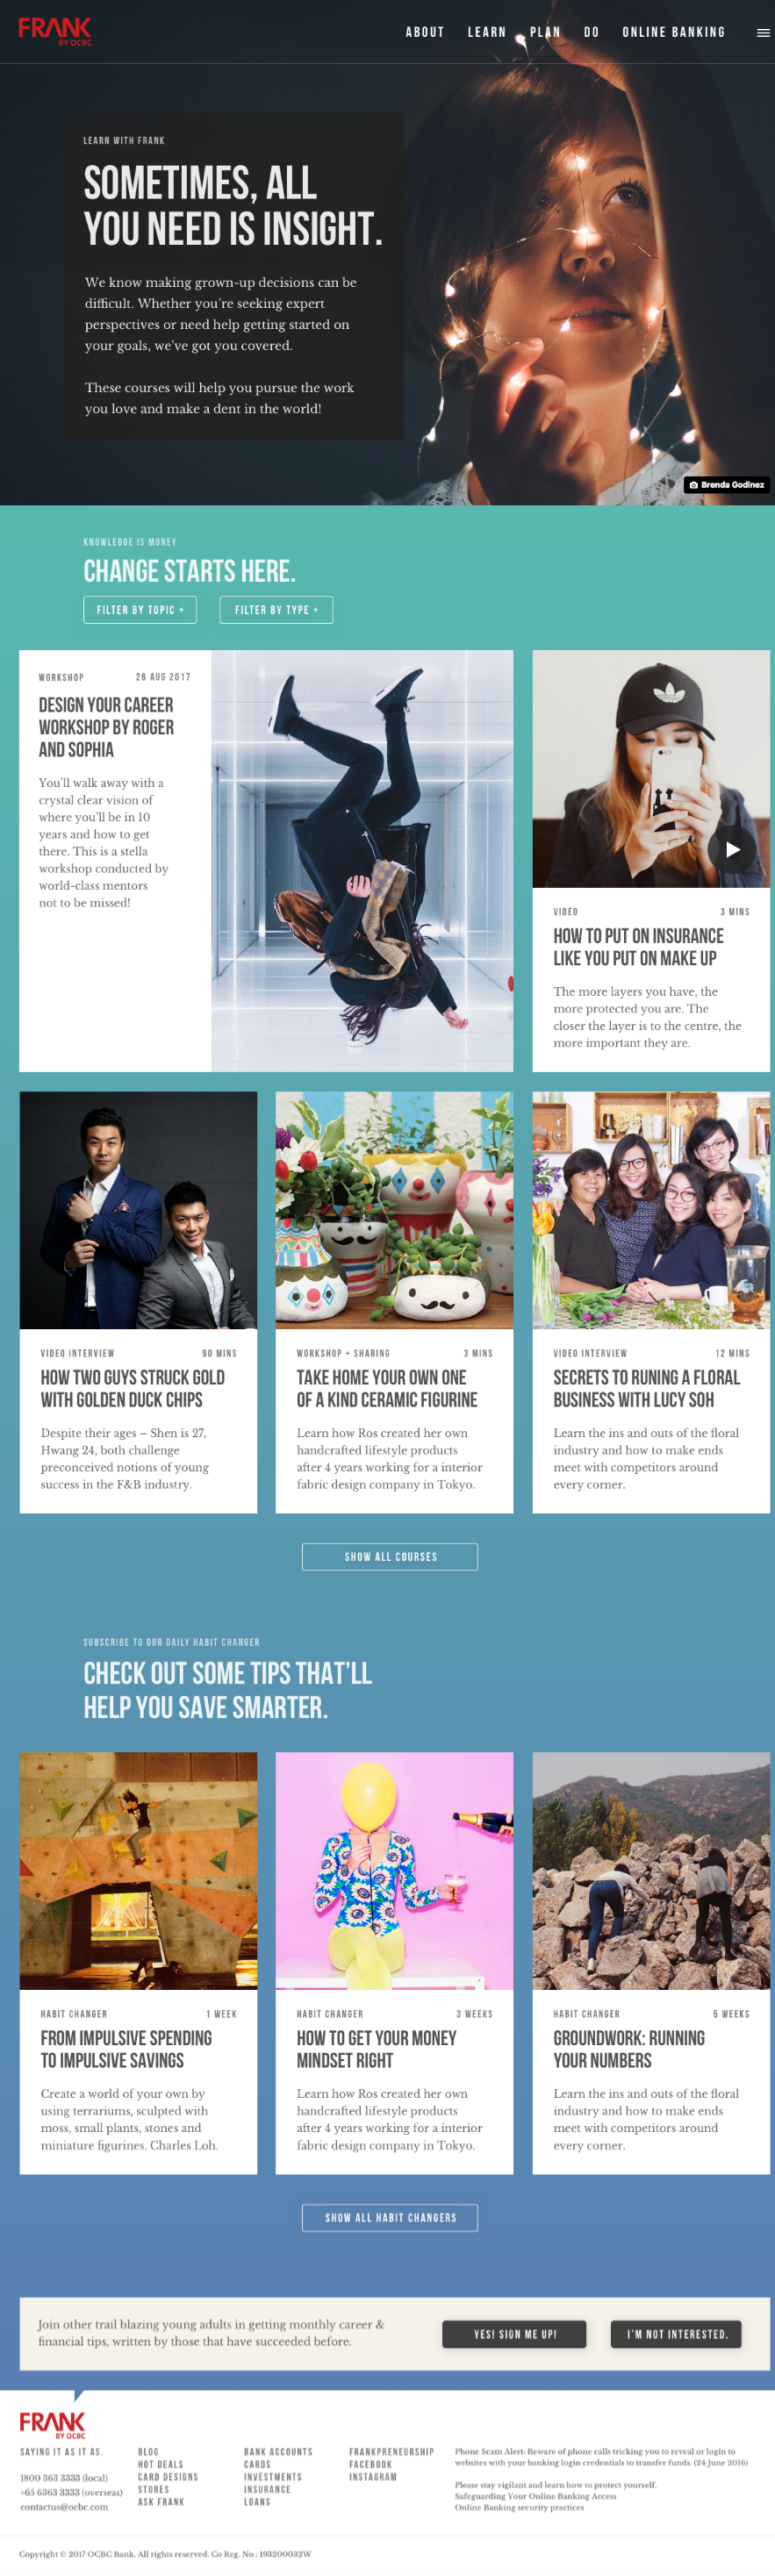 FRANK
BY OCBC
ABOUT LEARN PLAN DO ONLINE BANKING
LEARN WITH FRANK
SOMETIMES, ALL
YOU NEED IS INSIGHT.
We know making grown-up decisions can be
difficult. Whether you're seeking expert
perspectives or need help getting started on
your goals, we've got you covered.
These courses will help you pursue the work
you love and make a dent in the world!
Brenda Godinez
KNOWLEDGE IS MONEY
CHANGE STARTS HERE.
FILTER BY TOPIC + FILTER BY TYPE +
WORKSHOP 26 AUG 2017
DESIGN YOUR CAREER
WORKSHOP BY ROGER
AND SOPHIA
You'll walk away with a
crystal clear vision of
where you'll be in 10
years and how to get
there. This is a stella
workshop conducted by
world-class mentors
not to be missed!
VIDEO 3 MINS
HOW TO PUT ON INSURANCE
LIKE YOU PUT ON MAKE UP
The more layers you have, the
more protected you are. The
closer the layer is to the centre, the
more important they are.
VIDEO INTERVIEW 90 MINS
HOW TWO GUYS STRUCK GOLD
WITH GOLDEN DUCK CHIPS
Despite their ages – Shen is 27,
Hwang 24, both challenge
preconceived notions of young
success in the F&B industry.
WORKSHOP + SHARING 3 MINS
TAKE HOME YOUR OWN ONE
OF A KIND CERAMIC FIGURINE
Learn how Ros created her own
handcrafted lifestyle products
after 4 years working for a interior
fabric design company in Tokyo.
VIDEO INTERVIEW 12 MINS
SECRETS TO RUNING A FLORAL
BUSINESS WITH LUCY SOH
Learn the ins and outs of the floral
industry and how to make ends
meet with competitors around
every corner.
SHOW ALL COURSES
SUBSCRIBE TO OUR DAILY HABIT CHANGER
CHECK OUT SOME TIPS THAT'LL
HELP YOU SAVE SMARTER.
HABIT CHANGER 1 WEEK
FROM IMPULSIVE SPENDING
TO IMPULSIVE SAVINGS
Create a world of your own by
using terrariums, sculpted with
moss, small plants, stones and
miniature figurines. Charles Loh.
HABIT CHANGER 3 WEEKS
HOW TO GET YOUR MONEY
MINDSET RIGHT
Learn how Ros created her own
handcrafted lifestyle products
after 4 years working for a interior
fabric design company in Tokyo.
HABIT CHANGER 5 WEEKS
GROUNDWORK: RUNNING
YOUR NUMBERS
Learn the ins and outs of the floral
industry and how to make ends
meet with competitors around
every corner.
SHOW ALL HABIT CHANGERS
Join other trail blazing young adults in getting monthly career &
financial tips, written by those that have succeeded before.
YES! SIGN ME UP! I'M NOT INTERESTED.
FRANK
BY OCBC
SAYING IT AS IT AS.
1800 363 3333 (local)
+65 6363 3333 (overseas)
contactus@ocbc.com
BLOG
HOT DEALS
CARD DESIGNS
STORES
ASK FRANK
BANK ACCOUNTS
CARDS
INVESTMENTS
INSURANCE
LOANS
FRANKPRENEURSHIP
FACEBOOK
INSTAGRAM
Phone Scam Alert: Beware of phone calls tricking you to reveal or login to
websites with your banking login credentials to transfer funds. (24 June 2016)
Please stay vigilant and learn how to protect yourself.
Safeguarding Your Online Banking Access
Online Banking security practices
Copyright © 2017 OCBC Bank. All rights reserved. Co Reg. No.: 193200032W